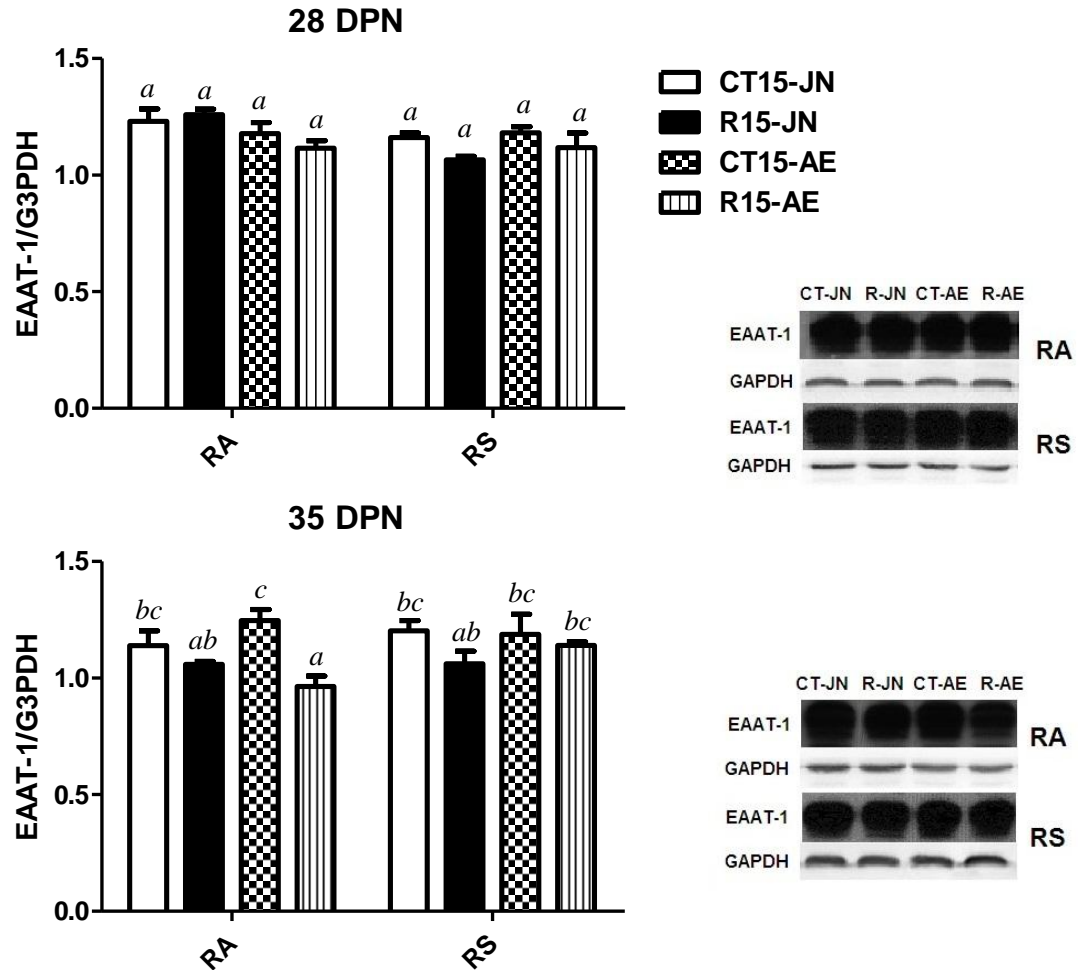 28 DPN
EAAT-1/G3PDH
1.5
1.0
0.5
0.0
a a a a a a a a
RA RS
CT15-JN
R15-JN
CT15-AE
R15-AE
CT-JN R-JN CT-AE R-AE
EAAT-1
GAPDH
RA
EAAT-1
GAPDH
RS
35 DPN
EAAT-1/G3PDH
1.5
1.0
0.5
0.0
bc ab c a bc ab bc bc
RA RS
CT-JN R-JN CT-AE R-AE
EAAT-1
GAPDH
RA
EAAT-1
GAPDH
RS